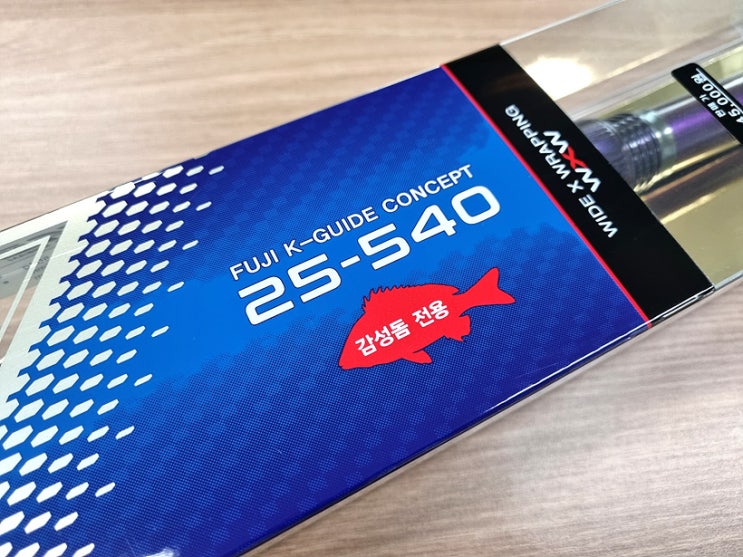 FUJI K-GUIDE CONCEPT
25-540
감성돔 전용
WIDE X WRAPPING
WXW